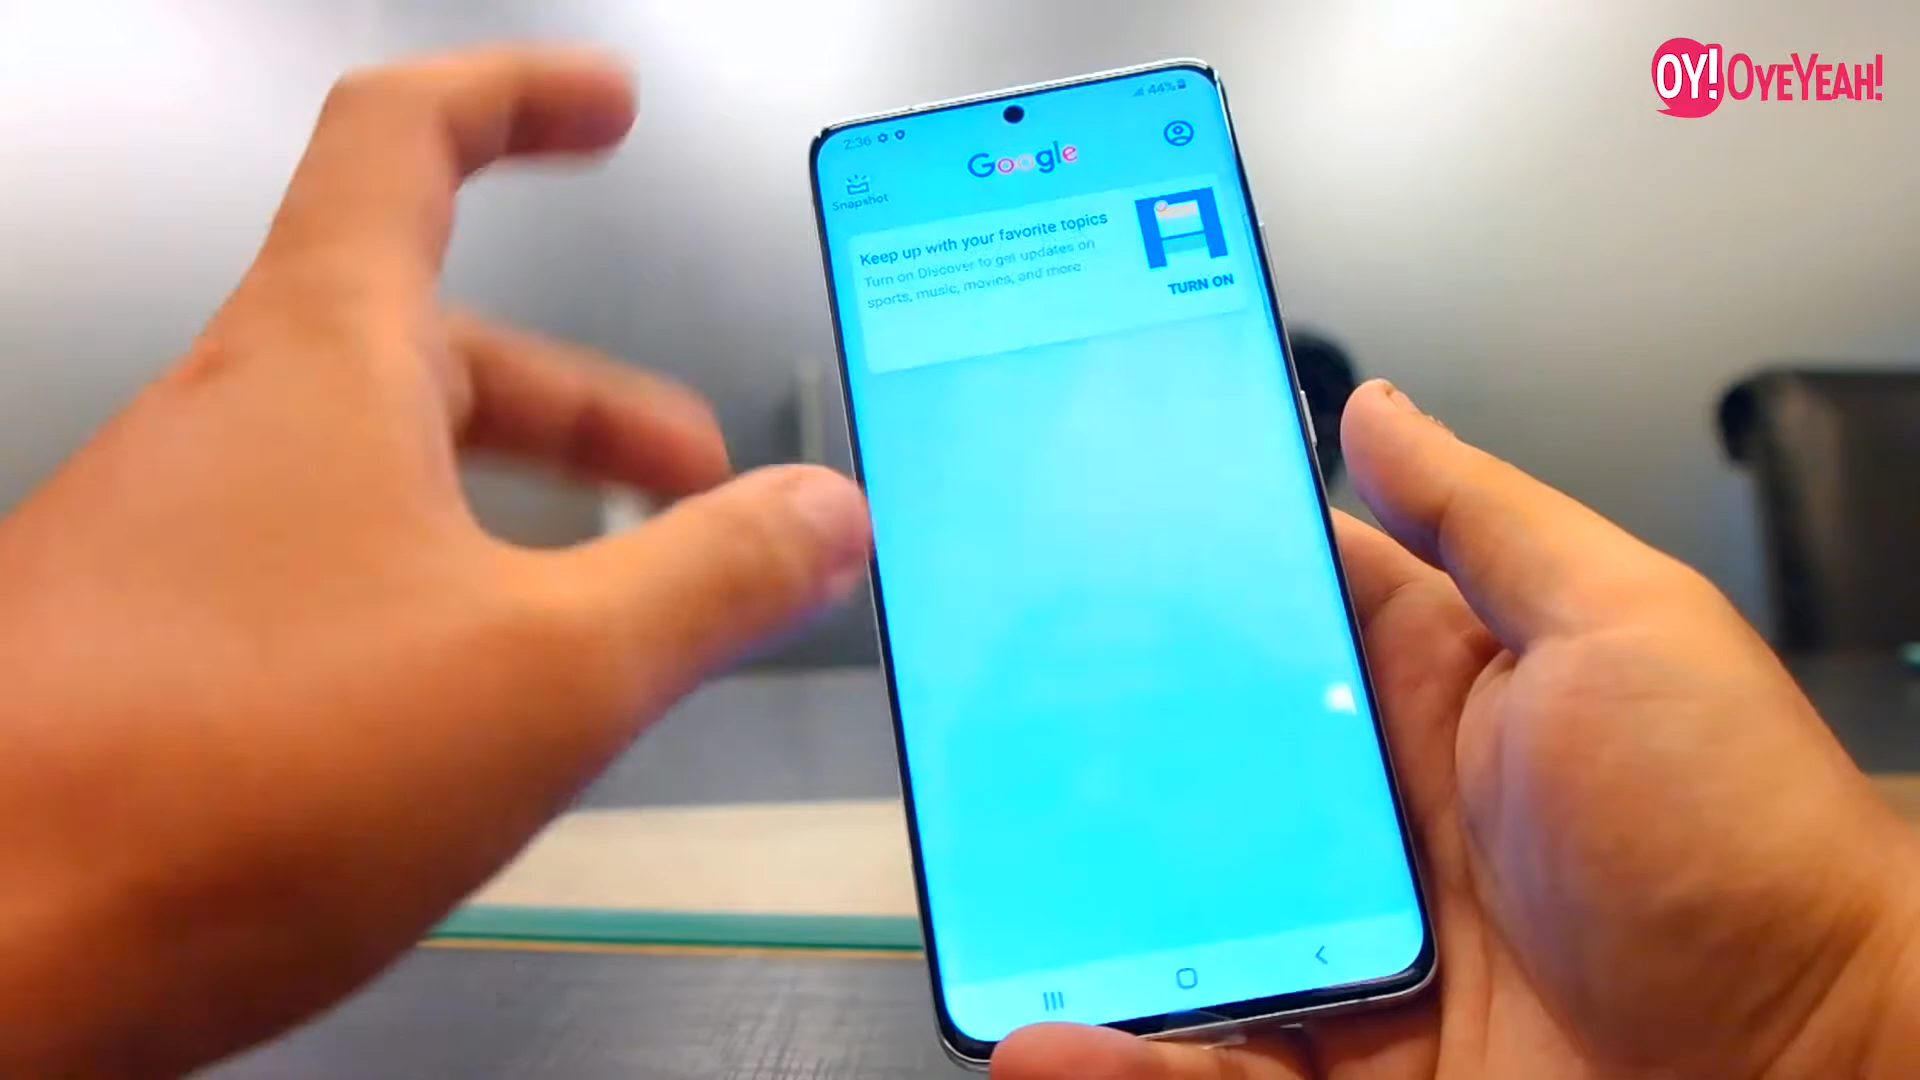 OY! OYEYEAH!
2:36
44%
Google
Snapshot
Keep up with your favorite topics
Turn on Discover to get updates on
sports, music, movies, and more
TURN ON